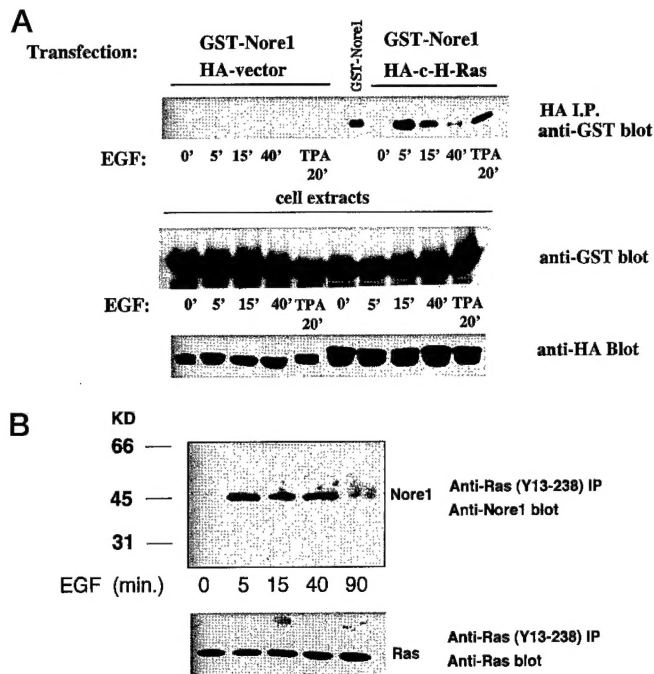 A
Transfection:
GST-Nore1
HA-vector
GST-Nore1
GST-Nore1
HA-c-H-Ras
HA I.P.
anti-GST blot
EGF: 0' 5' 15' 40' TPA 20' 0' 5' 15' 40' TPA 20'
cell extracts
anti-GST blot
EGF: 0' 5' 15' 40' TPA 20' 0' 5' 15' 40' TPA 20'
anti-HA Blot
B
KD
66
45
31
Nore1
Anti-Ras (Y13-238) IP
Anti-Nore1 blot
EGF (min.) 0 5 15 40 90
Ras
Anti-Ras (Y13-238) IP
Anti-Ras blot